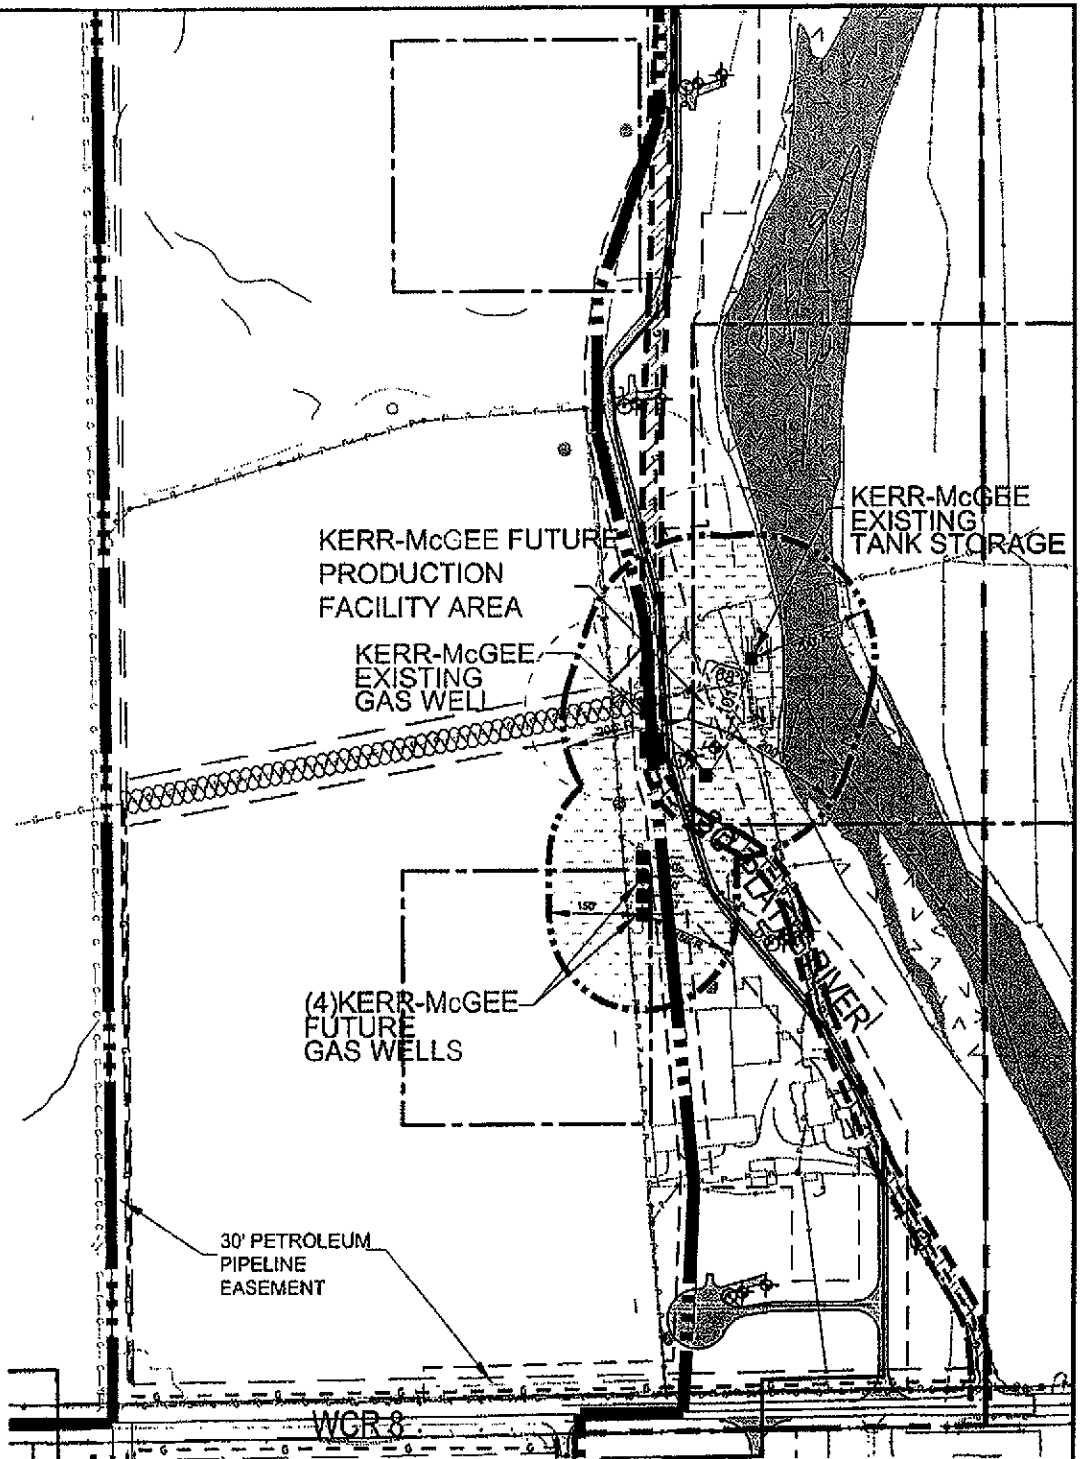 KERR-McGEE
EXISTING
TANK STORAGE
KERR-McGEE FUTURE
PRODUCTION
FACILITY AREA
KERR-McGEE
EXISTING
GAS WELL
200'
150'
(4)KERR-McGEE
FUTURE
GAS WELLS
RIVER
30' PETROLEUM
PIPELINE
EASEMENT
WCR 8